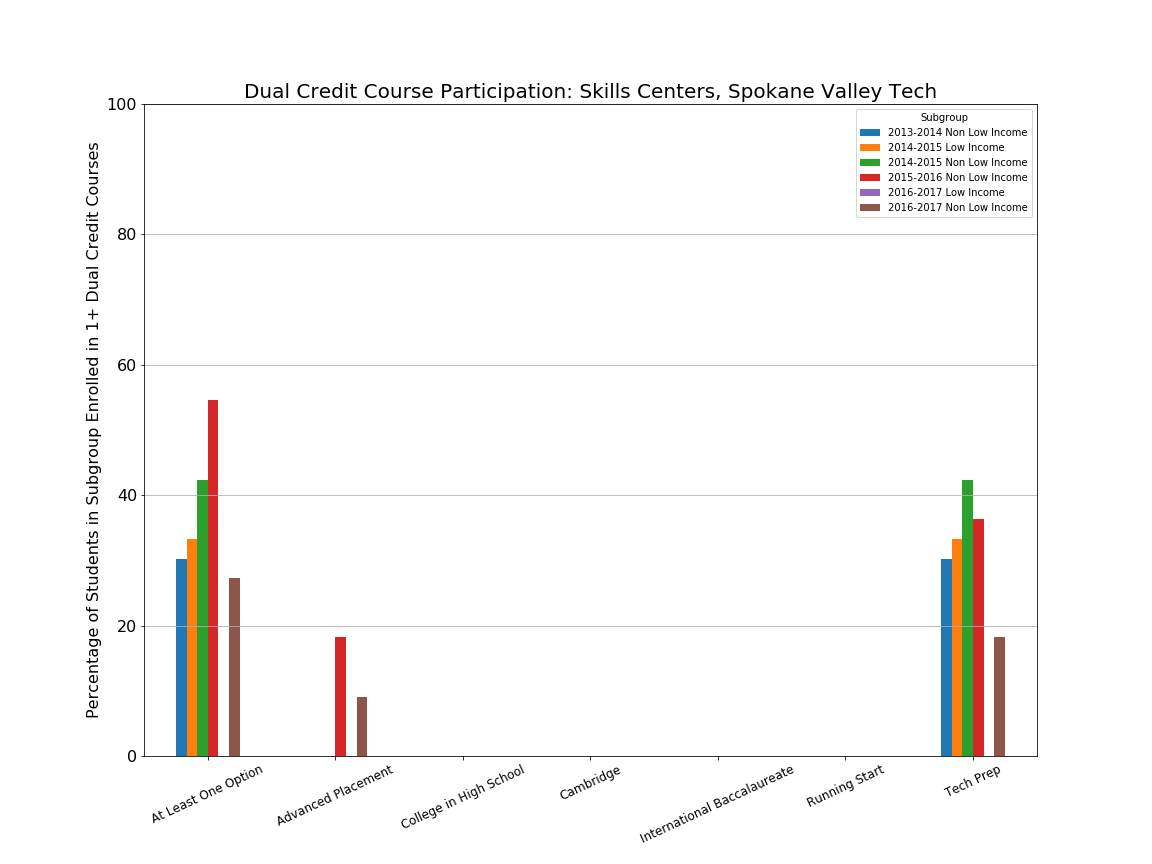 Dual Credit Course Participation: Skills Centers, Spokane Valley Tech
Percentage of Students in Subgroup Enrolled in 1+ Dual Credit Courses
100
80
60
40
20
0
Subgroup
2013-2014 Non Low Income
2014-2015 Low Income
2014-2015 Non Low Income
2015-2016 Non Low Income
2016-2017 Low Income
2016-2017 Non Low Income
At Least One Option
Advanced Placement
College in High School
Cambridge
International Baccalaureate
Running Start
Tech Prep